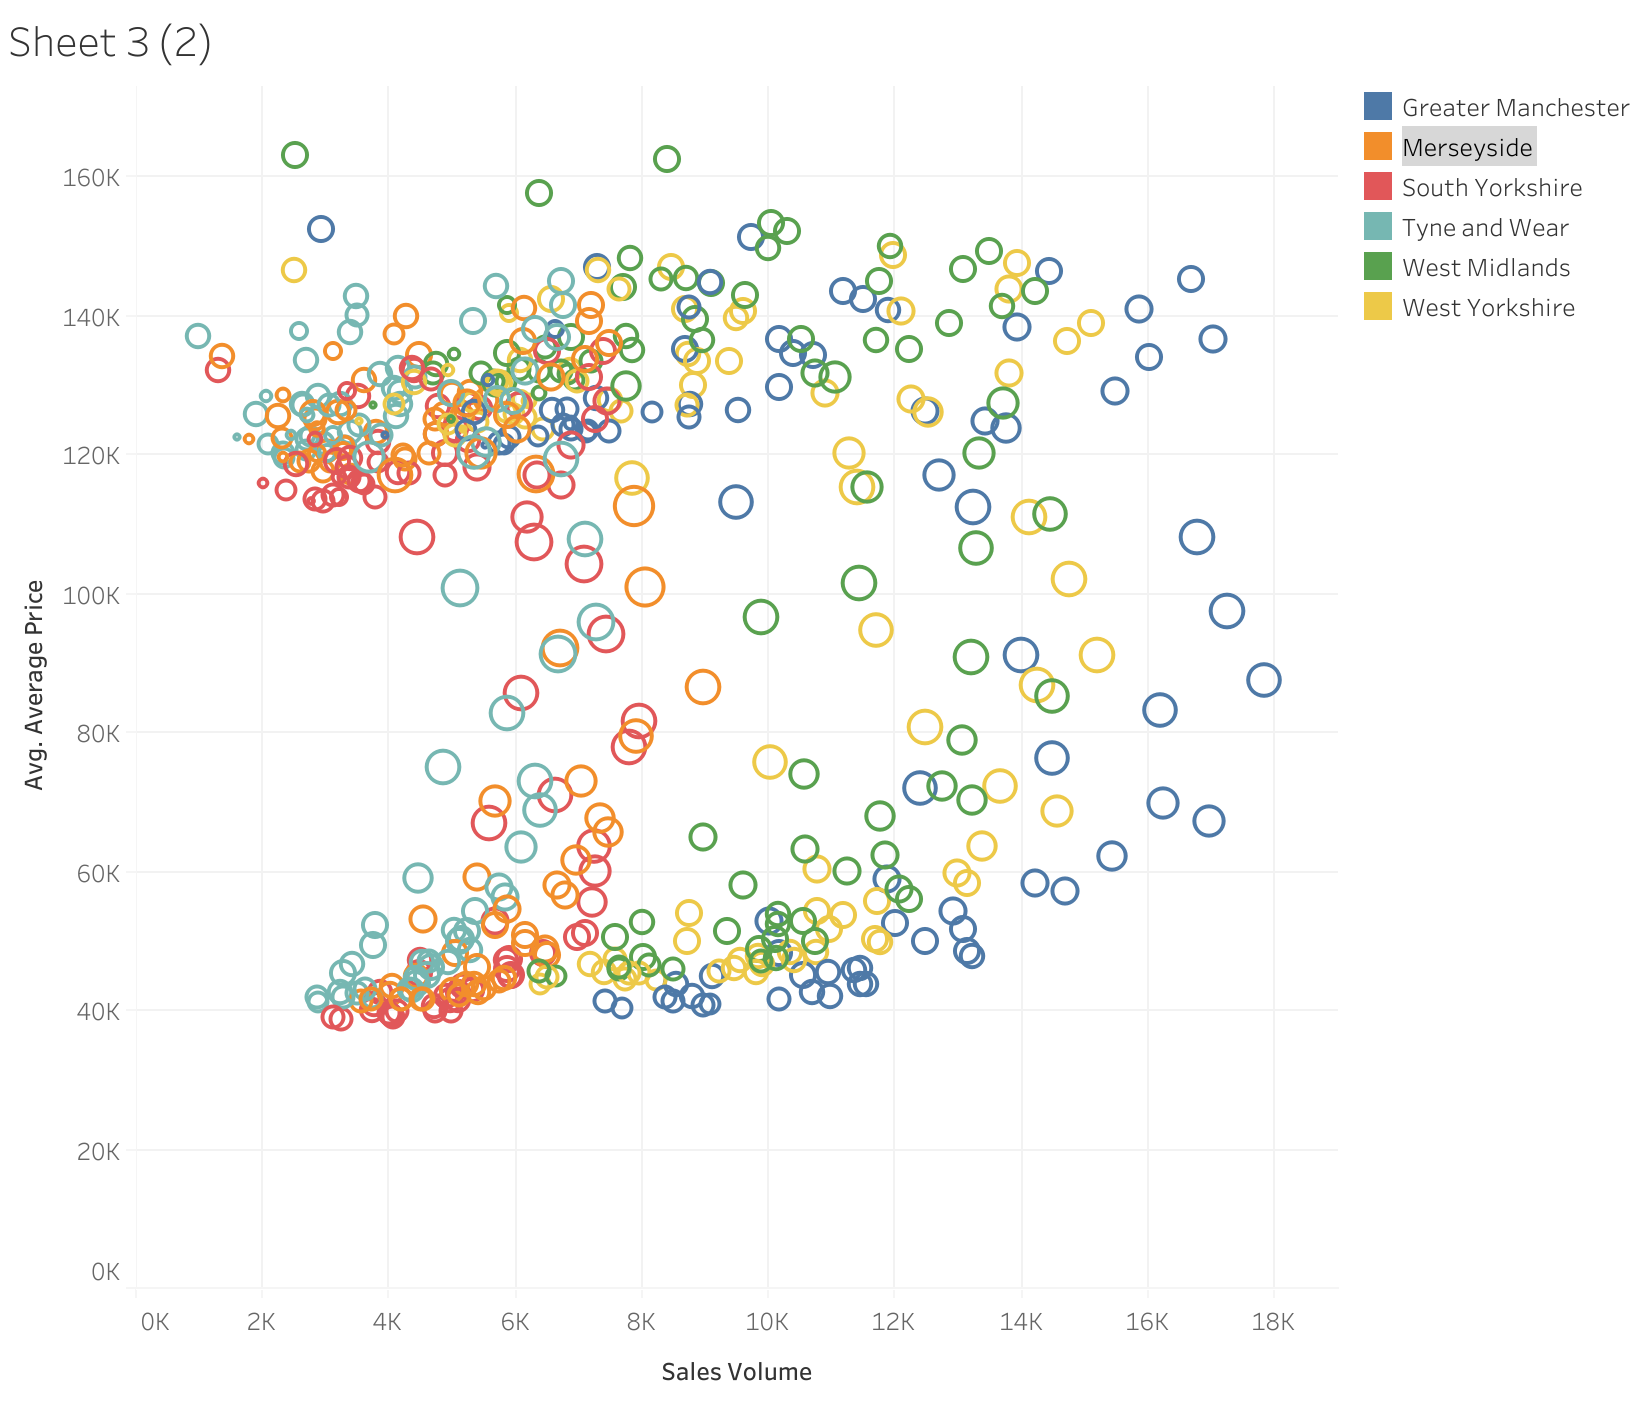 Sheet 3 (2)
Greater Manchester
Merseyside
South Yorkshire
Tyne and Wear
West Midlands
West Yorkshire
Avg. Average Price
160K
140K
120K
100K
80K
60K
40K
20K
0K
0K 2K 4K 6K 8K 10K 12K 14K 16K 18K
Sales Volume